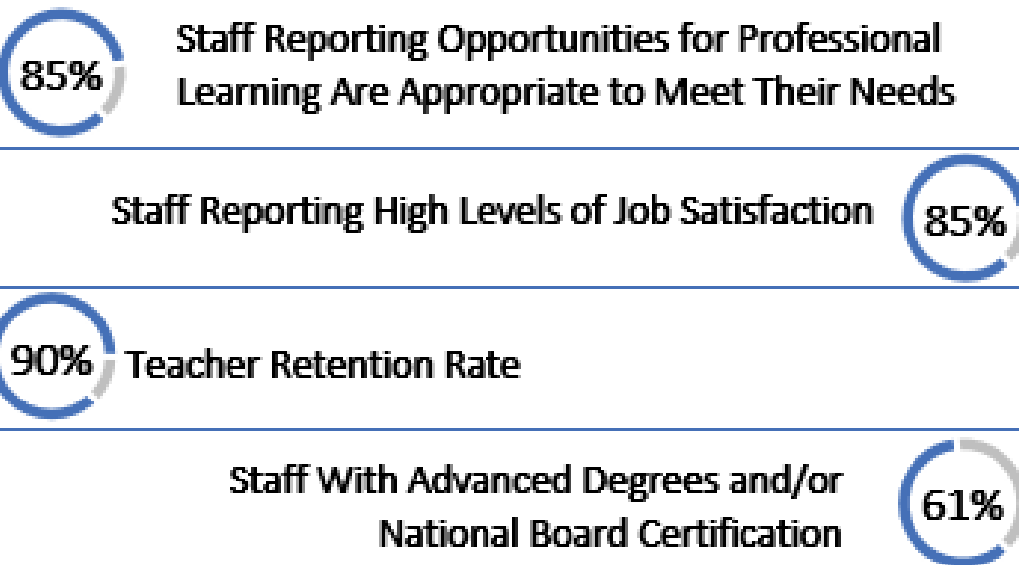 85%
Staff Reporting Opportunities for Professional
Learning Are Appropriate to Meet Their Needs
Staff Reporting High Levels of Job Satisfaction
85%
90%
Teacher Retention Rate
Staff With Advanced Degrees and/or
National Board Certification
61%